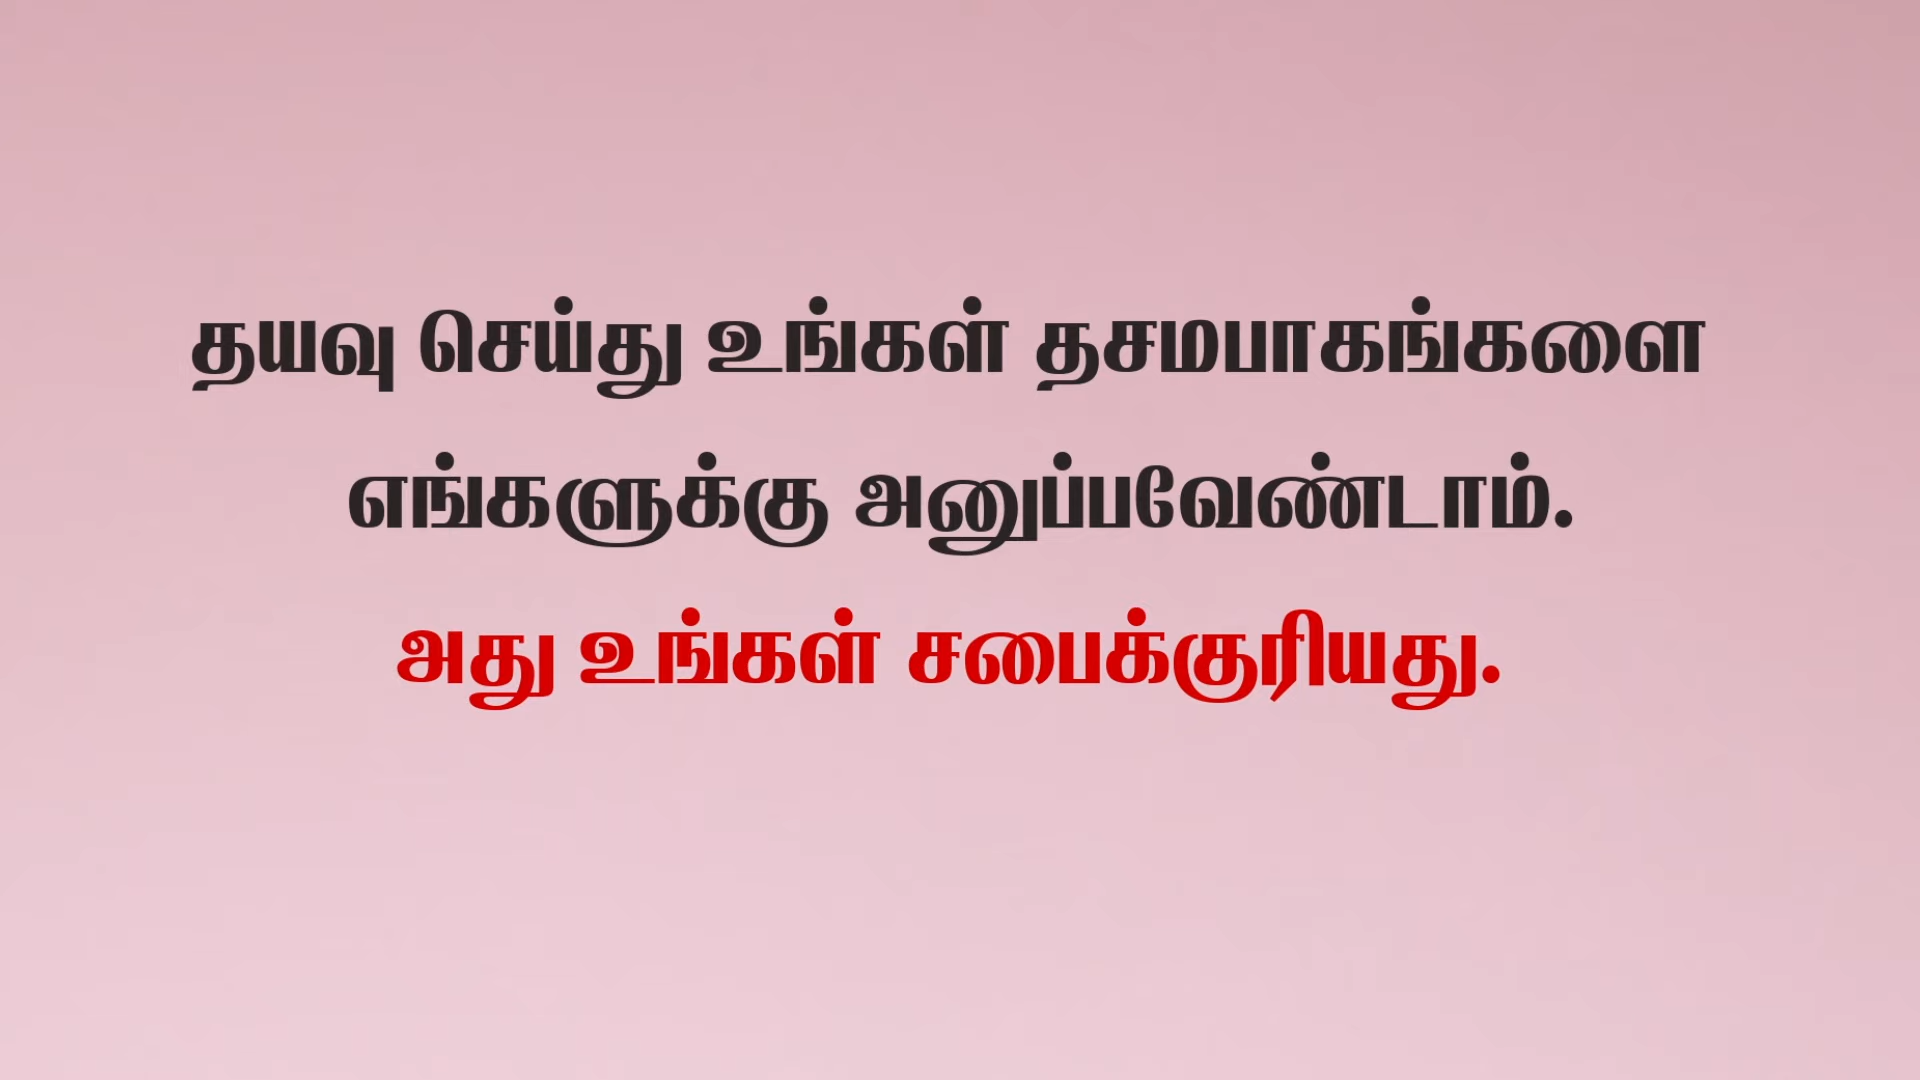 தயவு செய்து உங்கள் தசமபாகங்களை
எங்களுக்கு அனுப்பவேண்டாம்.
அது உங்கள் சபைக்குரியது.